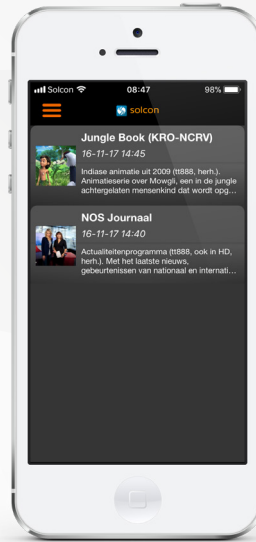 Solcon 08:47 98%
solcon
Jungle Book (KRO-NCRV)
16-11-17 14:45
Indiase animatie uit 2009 (tt888, herh.).
Animatieserie over Mowgli, een in de jungle
achtergelaten mensenkind dat wordt opg...
NOS Journaal
16-11-17 14:40
Actualiteitenprogramma (tt888, ook in HD,
herh.). Met het laatste nieuws,
gebeurtenissen van nationaal en internati...